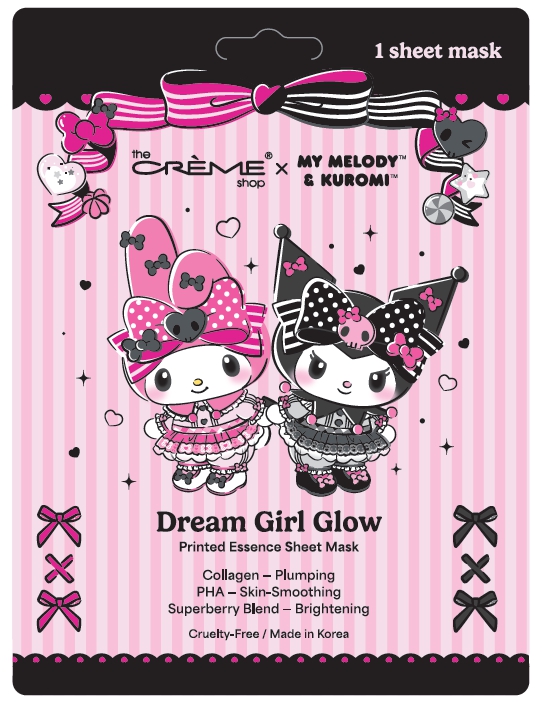 1 sheet mask
the CRÈME® shop × MY MELODY™ & KUROMI™
Dream Girl Glow
Printed Essence Sheet Mask
Collagen – Plumping
PHA – Skin-Smoothing
Superberry Blend – Brightening
Cruelty-Free / Made in Korea